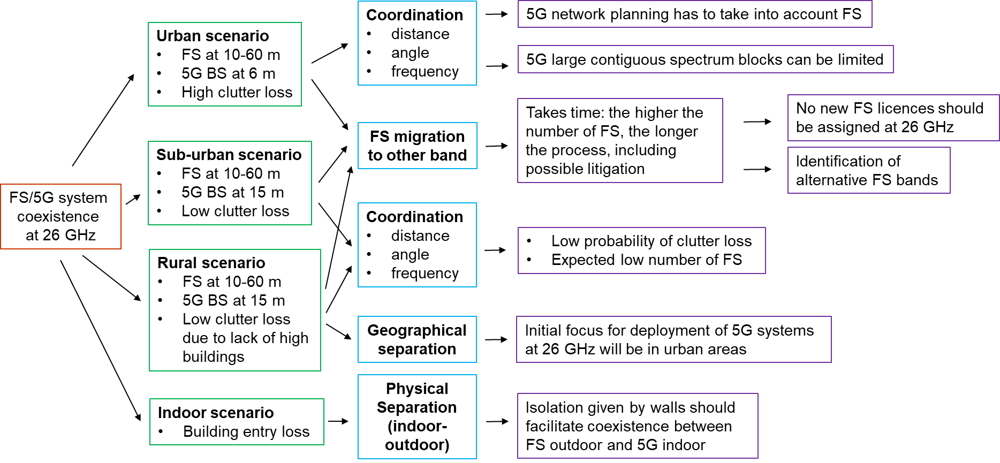 FS/5G system
coexistence
at 26 GHz
Urban scenario
• FS at 10-60 m
• 5G BS at 6 m
• High clutter loss
Sub-urban scenario
• FS at 10-60 m
• 5G BS at 15 m
• Low clutter loss
Rural scenario
• FS at 10-60 m
• 5G BS at 15 m
• Low clutter loss
due to lack of high
buildings
Indoor scenario
• Building entry loss
Coordination
• distance
• angle
• frequency
FS migration
to other band
Coordination
• distance
• angle
• frequency
Geographical
separation
Physical
Separation
(indoor-
outdoor)
5G network planning has to take into account FS
5G large contiguous spectrum blocks can be limited
Takes time: the higher the
number of FS, the longer
the process, including
possible litigation
No new FS licences should
be assigned at 26 GHz
Identification of
alternative FS bands
• Low probability of clutter loss
• Expected low number of FS
Initial focus for deployment of 5G systems
at 26 GHz will be in urban areas
Isolation given by walls should
facilitate coexistence between
FS outdoor and 5G indoor